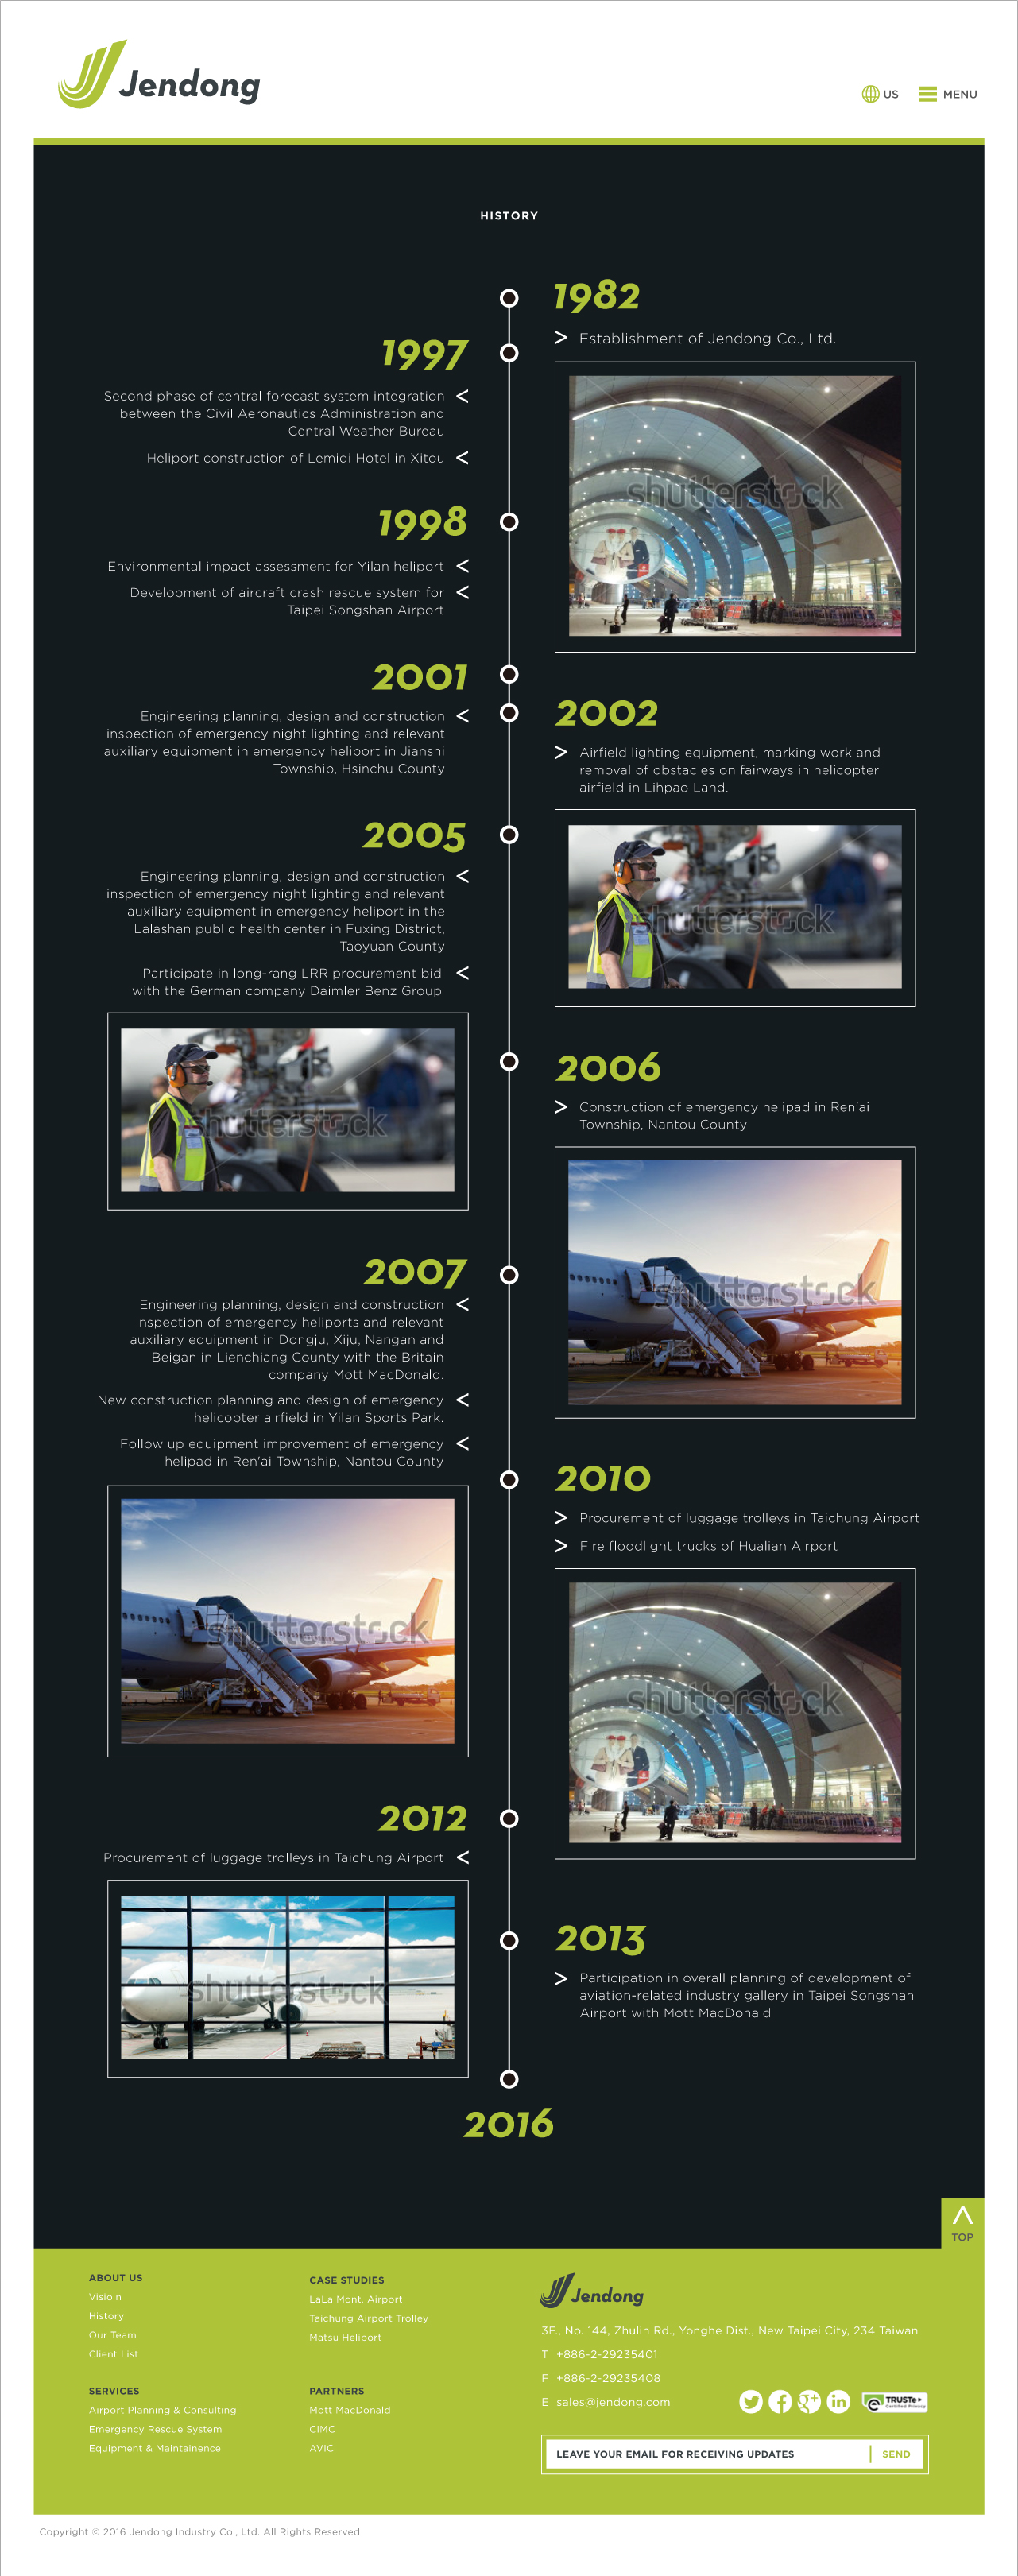 Jendong
US
MENU
HISTORY
1982
> Establishment of Jendong Co., Ltd.
shutterstock
1997
Second phase of central forecast system integration <
between the Civil Aeronautics Administration and
Central Weather Bureau
Heliport construction of Lemidi Hotel in Xitou <
1998
Environmental impact assessment for Yilan heliport <
Development of aircraft crash rescue system for <
Taipei Songshan Airport
2001
Engineering planning, design and construction <
inspection of emergency night lighting and relevant
auxiliary equipment in emergency heliport in Jianshi
Township, Hsinchu County
2002
> Airfield lighting equipment, marking work and
removal of obstacles on fairways in helicopter
airfield in Lihpao Land.
shutterstock
2005
Engineering planning, design and construction <
inspection of emergency night lighting and relevant
auxiliary equipment in emergency heliport in the
Lalashan public health center in Fuxing District,
Taoyuan County
Participate in long-rang LRR procurement bid <
with the German company Daimler Benz Group
shutterstock
2006
> Construction of emergency helipad in Ren'ai
Township, Nantou County
shutterstock
2007
Engineering planning, design and construction <
inspection of emergency heliports and relevant
auxiliary equipment in Dongju, Xiju, Nangan and
Beigan in Lienchiang County with the Britain
company Mott MacDonald.
New construction planning and design of emergency <
helicopter airfield in Yilan Sports Park.
Follow up equipment improvement of emergency <
helipad in Ren'ai Township, Nantou County
shutterstock
2010
> Procurement of luggage trolleys in Taichung Airport
> Fire floodlight trucks of Hualian Airport
shutterstock
2012
Procurement of luggage trolleys in Taichung Airport <
shutterstock
2013
> Participation in overall planning of development of
aviation-related industry gallery in Taipei Songshan
Airport with Mott MacDonald
2016
TOP
ABOUT US
Visioin
History
Our Team
Client List
CASE STUDIES
LaLa Mont. Airport
Taichung Airport Trolley
Matsu Heliport
SERVICES
Airport Planning & Consulting
Emergency Rescue System
Equipment & Maintainence
PARTNERS
Mott MacDonald
CIMC
AVIC
Jendong
3F., No. 144, Zhulin Rd., Yonghe Dist., New Taipei City, 234 Taiwan
T +886-2-29235401
F +886-2-29235408
E sales@jendong.com
TRUSTe
Certified Privacy
LEAVE YOUR EMAIL FOR RECEIVING UPDATES
SEND
Copyright © 2016 Jendong Industry Co., Ltd. All Rights Reserved